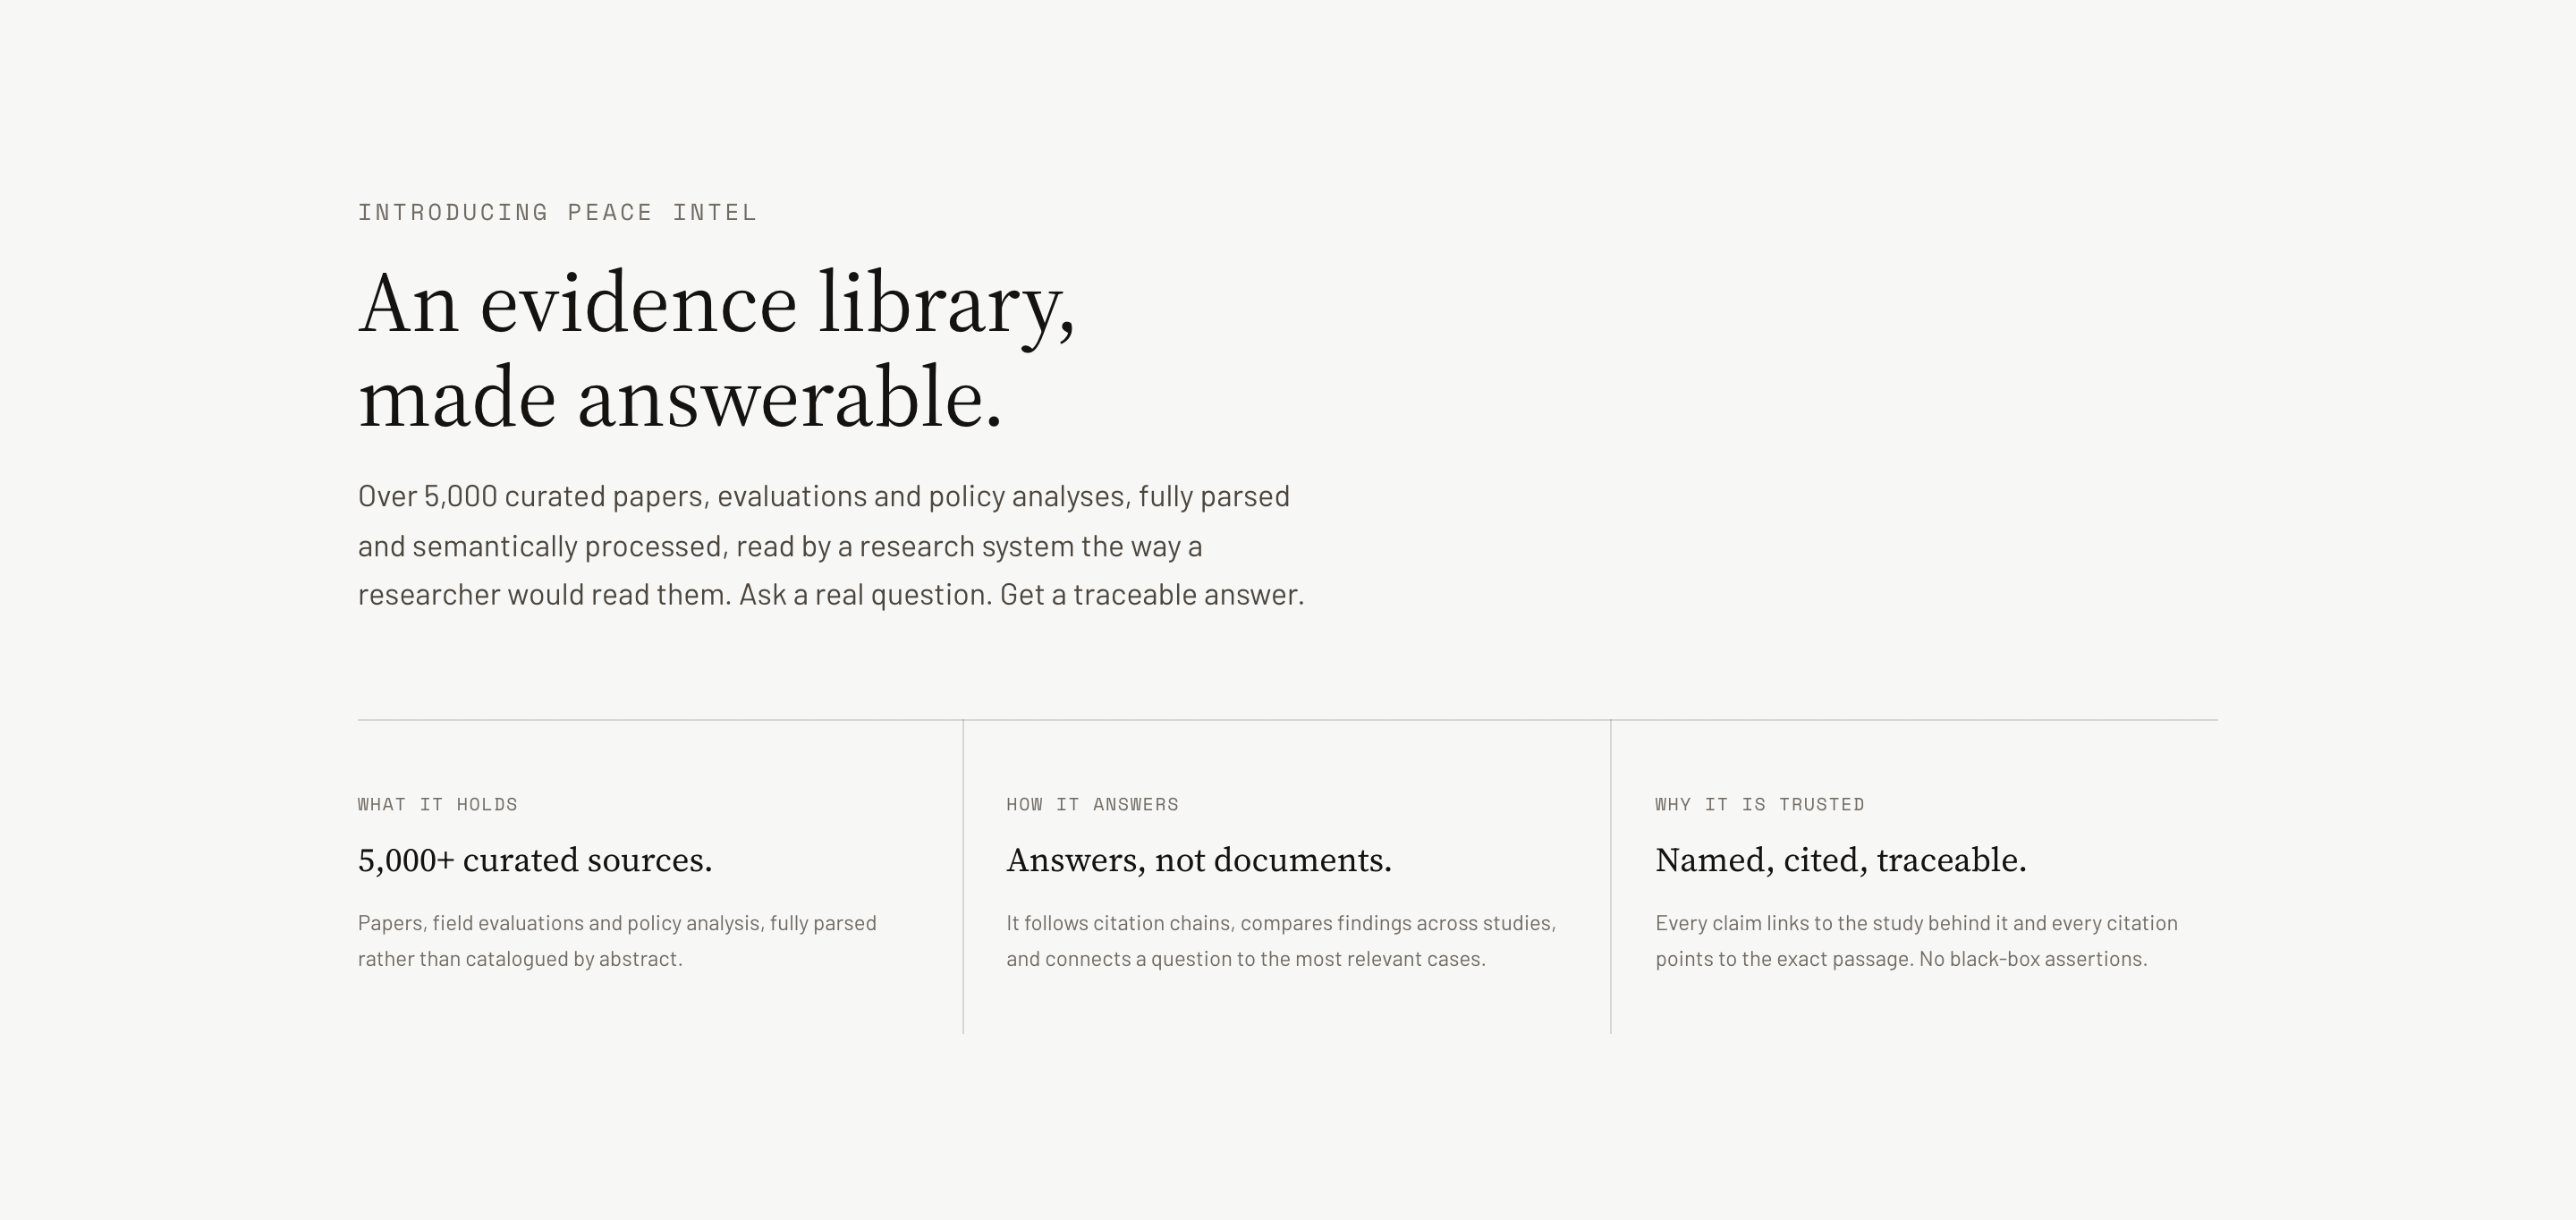 INTRODUCING PEACE INTEL
An evidence library,
made answerable.
Over 5,000 curated papers, evaluations and policy analyses, fully parsed
and semantically processed, read by a research system the way a
researcher would read them. Ask a real question. Get a traceable answer.
WHAT IT HOLDS
5,000+ curated sources.
Papers, field evaluations and policy analysis, fully parsed
rather than catalogued by abstract.
HOW IT ANSWERS
Answers, not documents.
It follows citation chains, compares findings across studies,
and connects a question to the most relevant cases.
WHY IT IS TRUSTED
Named, cited, traceable.
Every claim links to the study behind it and every citation
points to the exact passage. No black-box assertions.